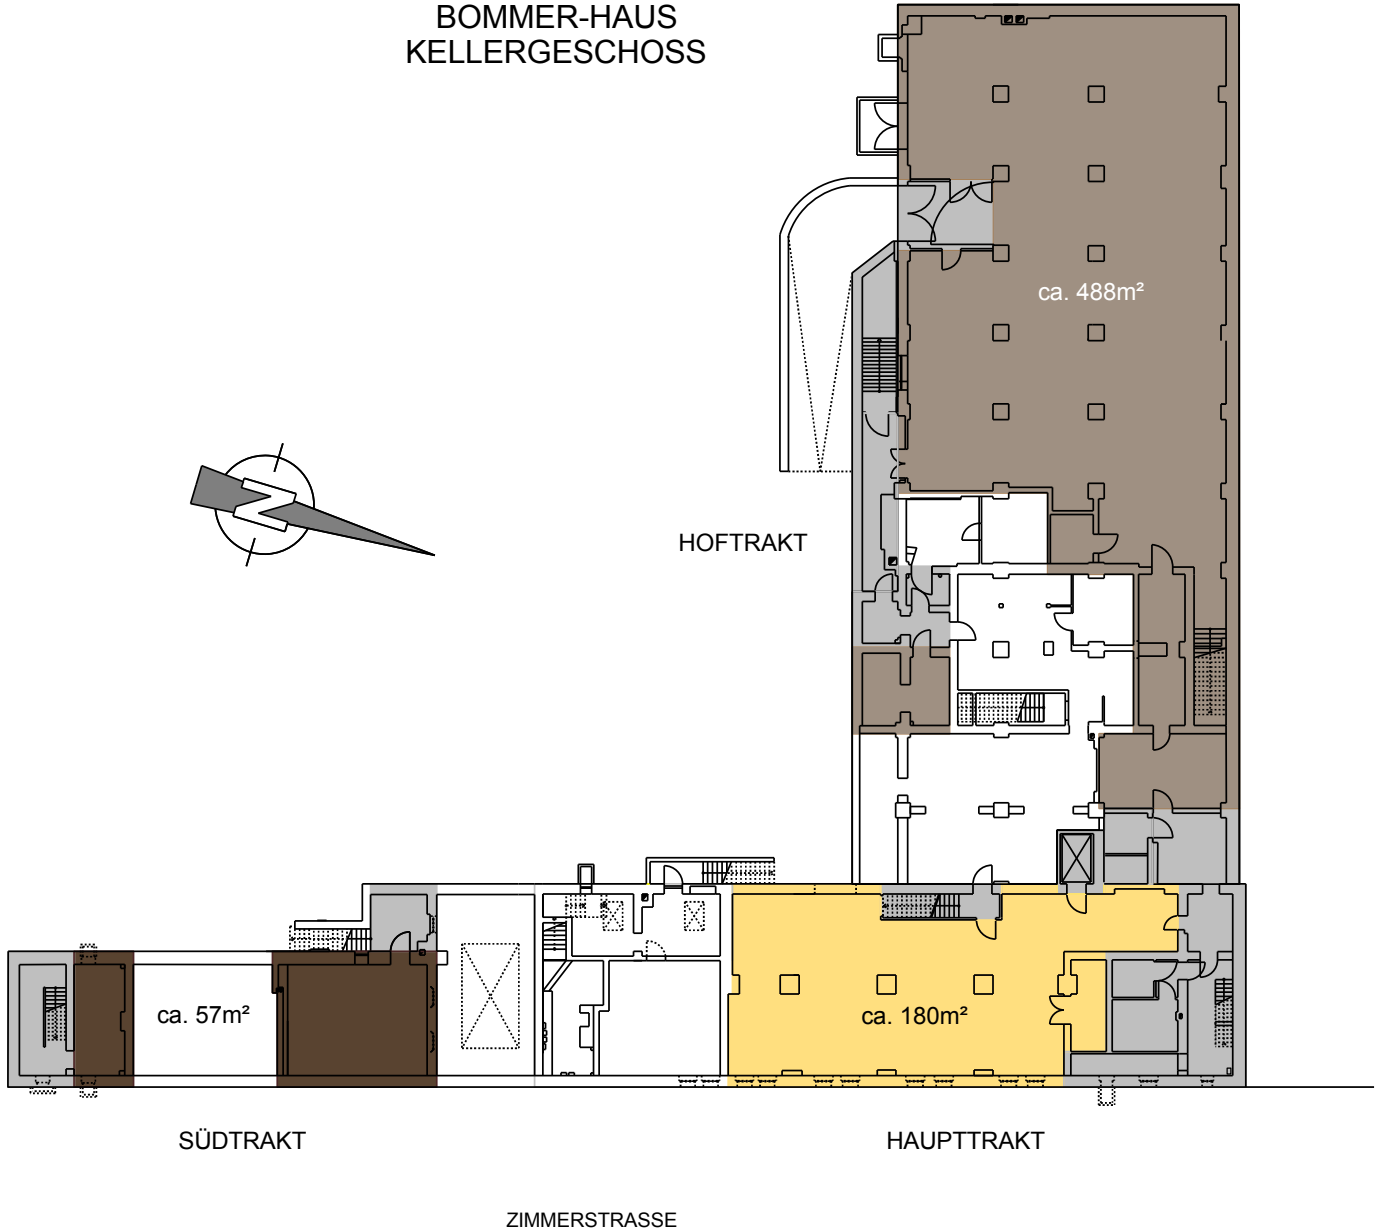 BOMMER-HAUS
KELLERGESCHOSS
ca. 488m²
N
HOFTRAKT
ca. 57m²
ca. 180m²
SÜDTRAKT
HAUPTTRAKT
ZIMMERSTRASSE